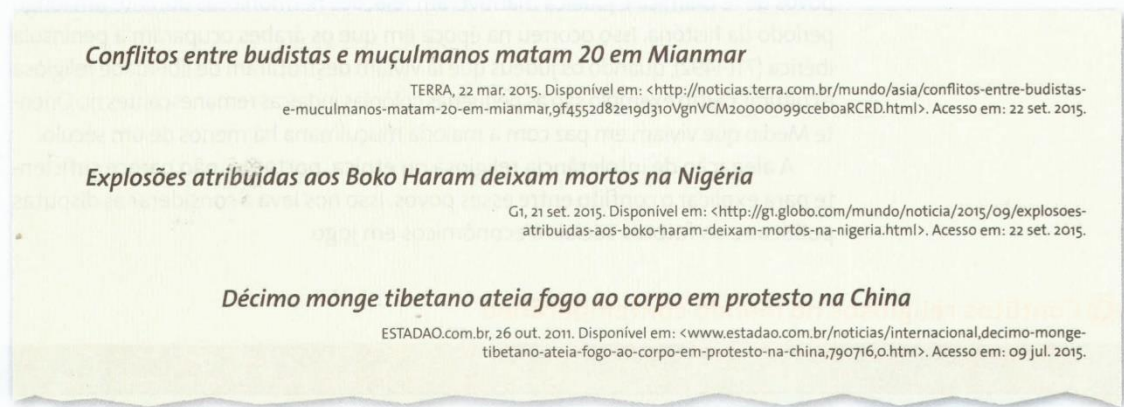 Conflitos entre budistas e muçulmanos matam 20 em Mianmar
TERRA, 22 mar. 2015. Disponível em: <http://noticias.terra.com.br/mundo/asia/conflitos-entre-budistas-
e-muculmanos-matam-20-em-mianmar,9f4552d82e19d310VgnVCM20000099cceb0aRCRD.html>. Acesso em: 22 set. 2015.
Explosões atribuídas aos Boko Haram deixam mortos na Nigéria
G1, 21 set. 2015. Disponível em: <http://g1.globo.com/mundo/noticia/2015/09/explosoes-
atribuidas-aos-boko-haram-deixam-mortos-na-nigeria.html>. Acesso em: 22 set. 2015.
Décimo monge tibetano ateia fogo ao corpo em protesto na China
ESTADAO.com.br, 26 out. 2011. Disponível em: <www.estadao.com.br/noticias/internacional,decimo-monge-
tibetano-ateia-fogo-ao-corpo-em-protesto-na-china,790716,0.htm>. Acesso em: 09 jul. 2015.